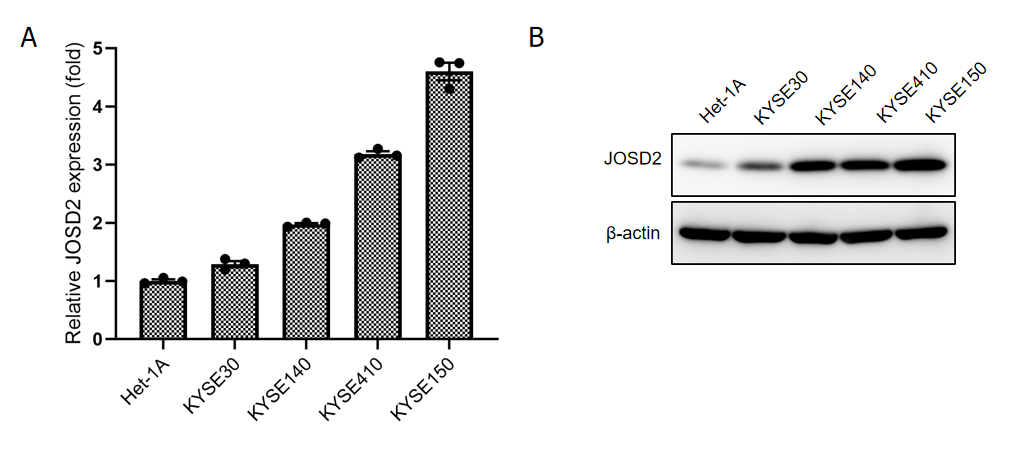 A
Relative JOSD2 expression (fold)
5
4
3
2
1
0
Het-1A
KYSE30
KYSE140
KYSE410
KYSE150
B
Het-1A
KYSE30
KYSE140
KYSE410
KYSE150
JOSD2
β-actin